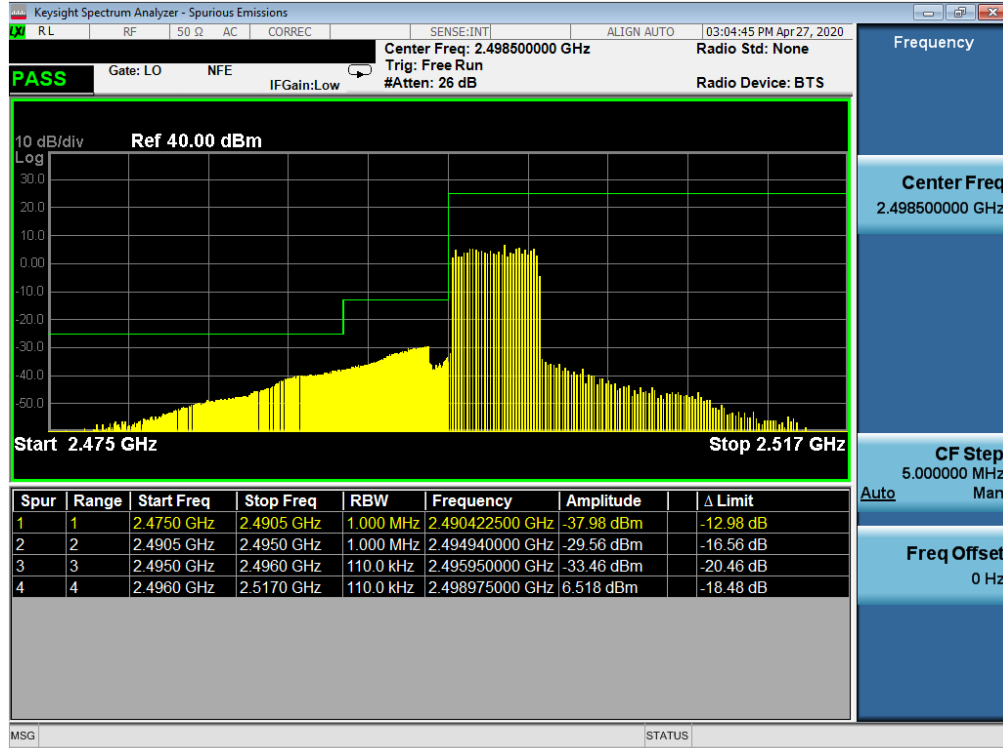 Keysight Spectrum Analyzer - Spurious Emissions
LXI RL RF 50 Ω AC CORREC SENSE:INT ALIGN AUTO 03:04:45 PM Apr 27, 2020
Center Freq: 2.498500000 GHz Radio Std: None
PASS Gate: LO NFE Trig: Free Run
IFGain:Low #Atten: 26 dB Radio Device: BTS
10 dB/div Ref 40.00 dBm
Log
30.0
20.0
10.0
0.00
-10.0
-20.0
-30.0
-40.0
-50.0
Start 2.475 GHz Stop 2.517 GHz
Spur Range Start Freq Stop Freq RBW Frequency Amplitude Δ Limit
1 1 2.4750 GHz 2.4905 GHz 1.000 MHz 2.490422500 GHz -37.98 dBm -12.98 dB
2 2 2.4905 GHz 2.4950 GHz 1.000 MHz 2.494940000 GHz -29.56 dBm -16.56 dB
3 3 2.4950 GHz 2.4960 GHz 110.0 kHz 2.495950000 GHz -33.46 dBm -20.46 dB
4 4 2.4960 GHz 2.5170 GHz 110.0 kHz 2.498975000 GHz 6.518 dBm -18.48 dB
MSG STATUS
Frequency
Center Freq
2.498500000 GHz
CF Step
5.000000 MHz
Auto Man
Freq Offset
0 Hz